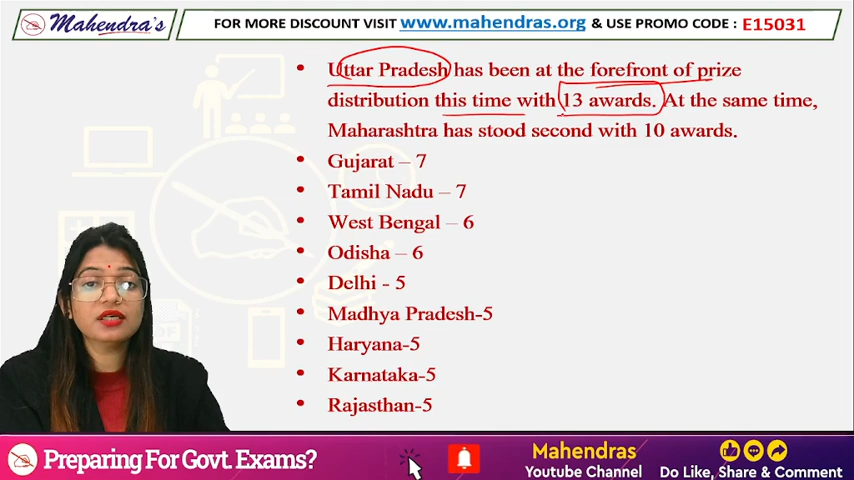 Mahendra's
FOR MORE DISCOUNT VISIT www.mahendras.org & USE PROMO CODE : E15031
• Uttar Pradesh has been at the forefront of prize
distribution this time with 13 awards. At the same time,
Maharashtra has stood second with 10 awards.
• Gujarat – 7
• Tamil Nadu – 7
• West Bengal – 6
• Odisha – 6
• Delhi - 5
• Madhya Pradesh-5
• Haryana-5
• Karnataka-5
• Rajasthan-5
Preparing For Govt. Exams?
Mahendras
Youtube Channel
Do Like, Share & Comment